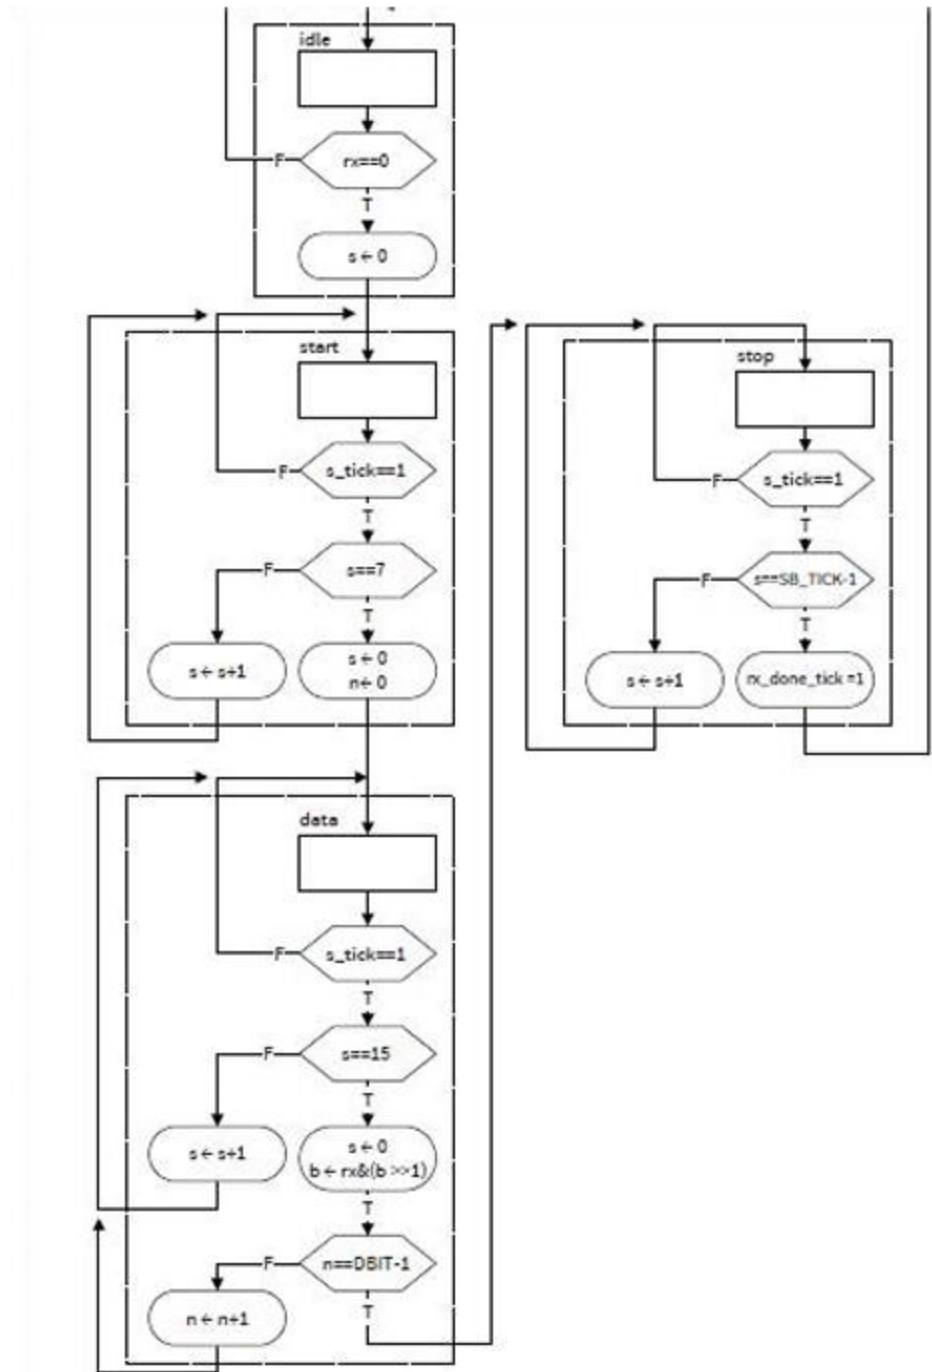 idle
rx==0
F
T
s ← 0
start
s_tick==1
F
T
s==7
F
T
s ← s+1
s ← 0
n← 0
data
s_tick==1
F
T
s==15
F
T
s ← s+1
s ← 0
b ← rx&(b >>1)
T
n==DBIT-1
F
T
n ← n+1
stop
s_tick==1
F
T
s==SB_TICK-1
F
T
s ← s+1
rx_done_tick =1